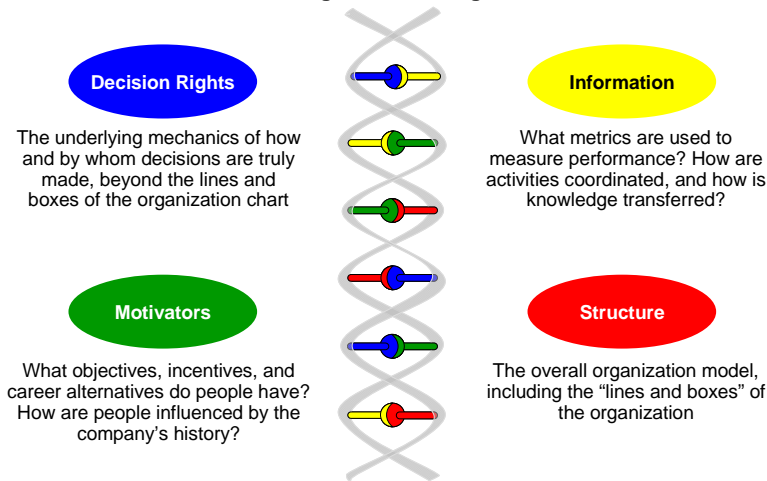 Decision Rights
The underlying mechanics of how
and by whom decisions are truly
made, beyond the lines and
boxes of the organization chart
Information
What metrics are used to
measure performance? How are
activities coordinated, and how is
knowledge transferred?
Motivators
What objectives, incentives, and
career alternatives do people have?
How are people influenced by the
company’s history?
Structure
The overall organization model,
including the “lines and boxes” of
the organization